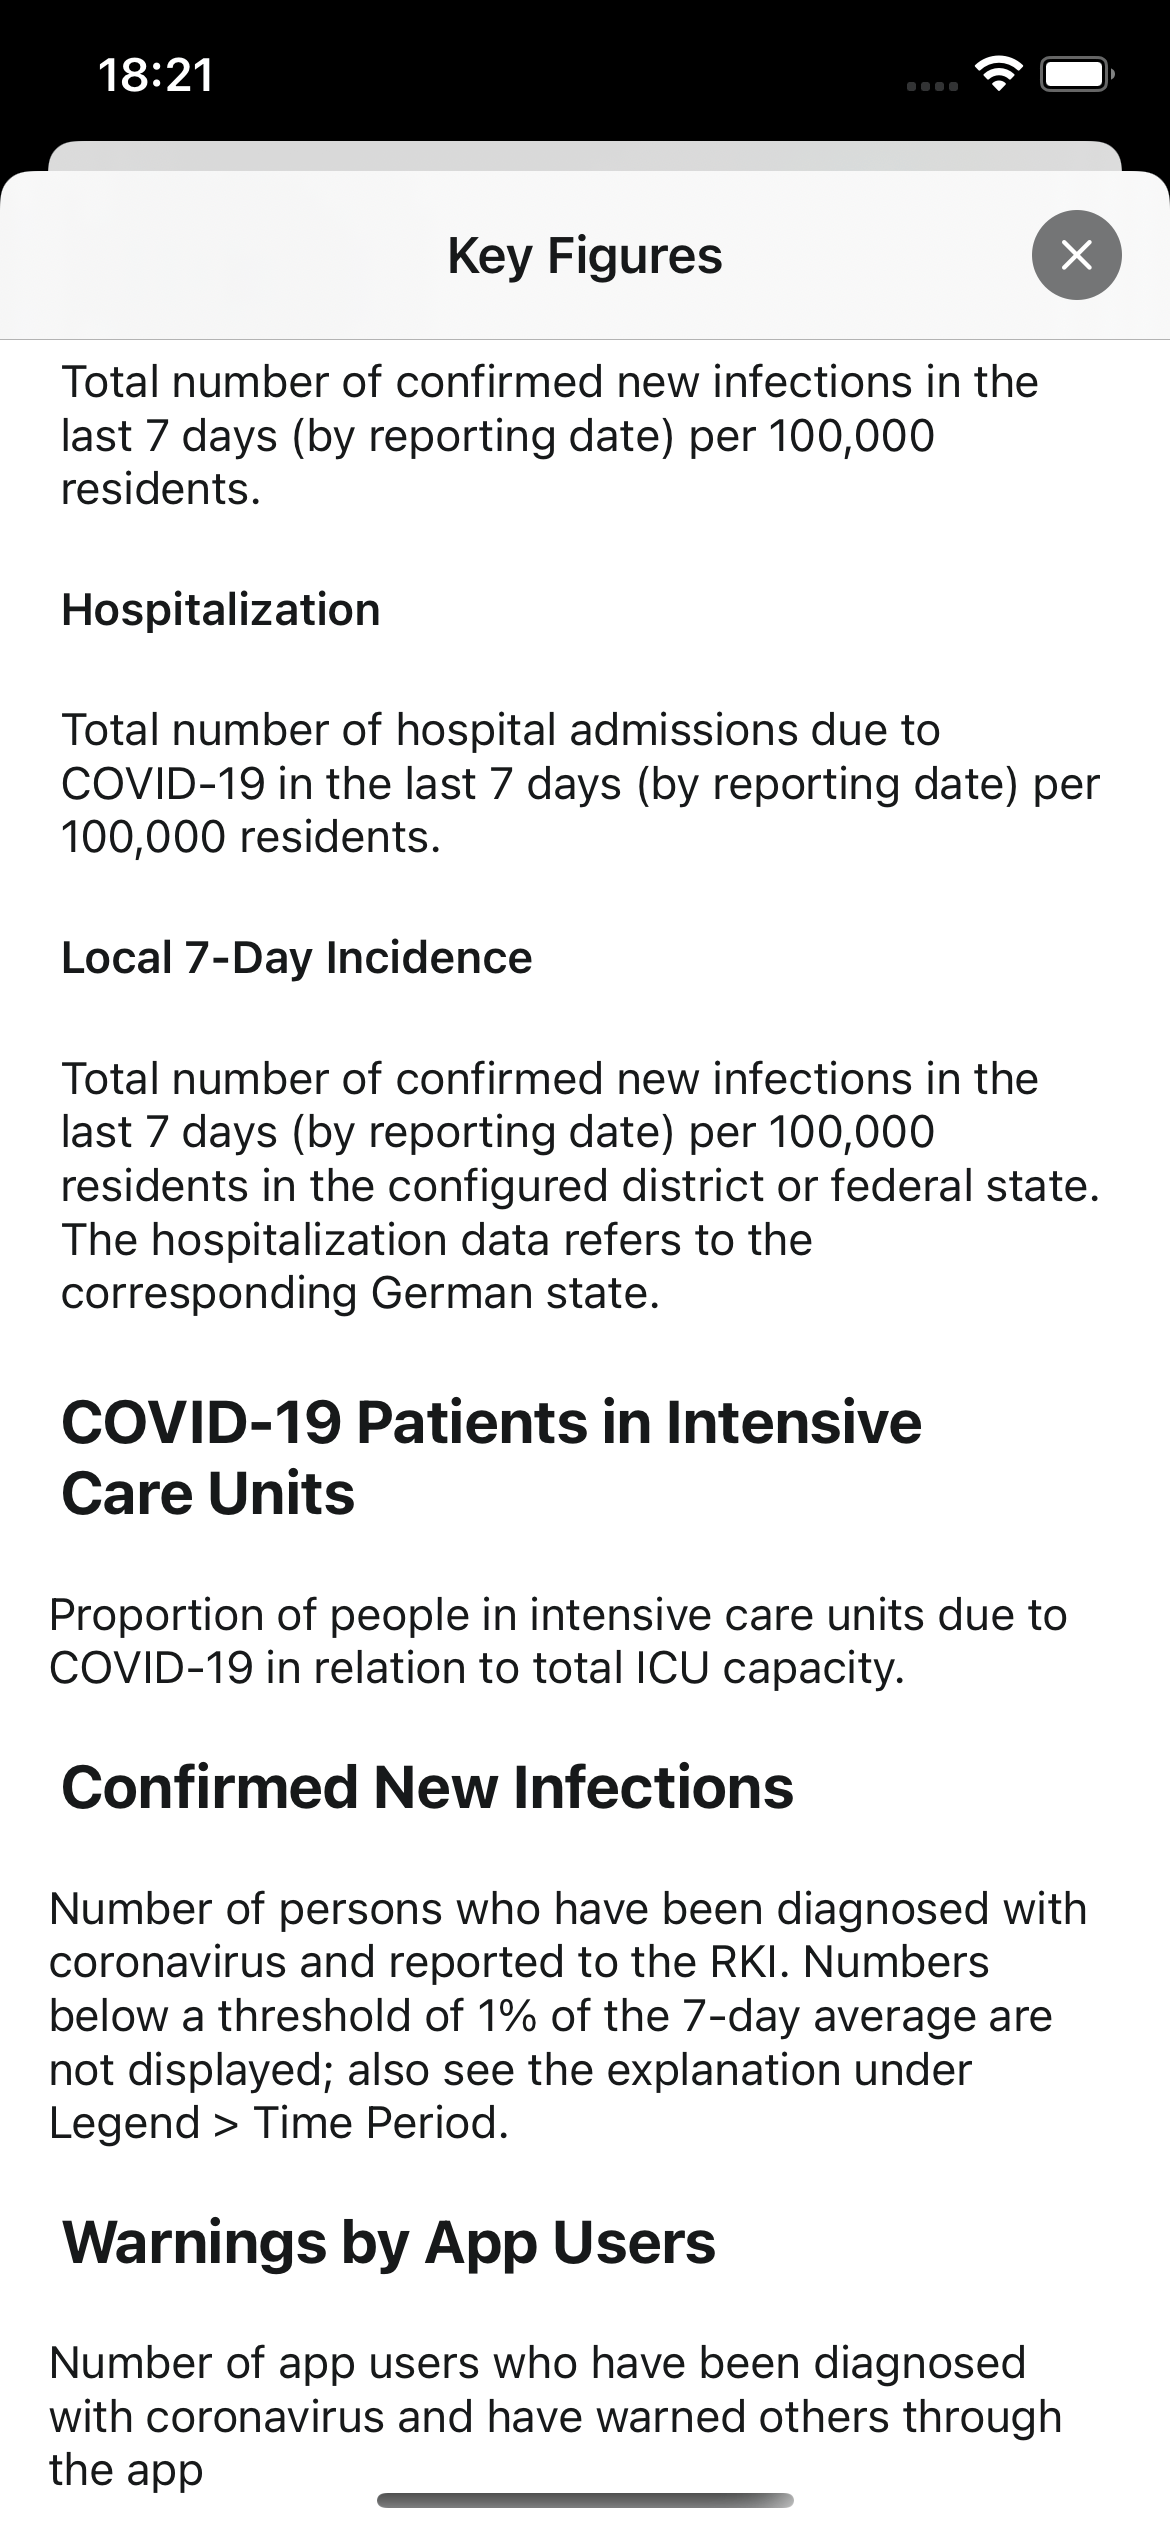 18:21
Key Figures
Total number of confirmed new infections in the
last 7 days (by reporting date) per 100,000
residents.
Hospitalization
Total number of hospital admissions due to
COVID-19 in the last 7 days (by reporting date) per
100,000 residents.
Local 7-Day Incidence
Total number of confirmed new infections in the
last 7 days (by reporting date) per 100,000
residents in the configured district or federal state.
The hospitalization data refers to the
corresponding German state.
COVID-19 Patients in Intensive
Care Units
Proportion of people in intensive care units due to
COVID-19 in relation to total ICU capacity.
Confirmed New Infections
Number of persons who have been diagnosed with
coronavirus and reported to the RKI. Numbers
below a threshold of 1% of the 7-day average are
not displayed; also see the explanation under
Legend > Time Period.
Warnings by App Users
Number of app users who have been diagnosed
with coronavirus and have warned others through
the app